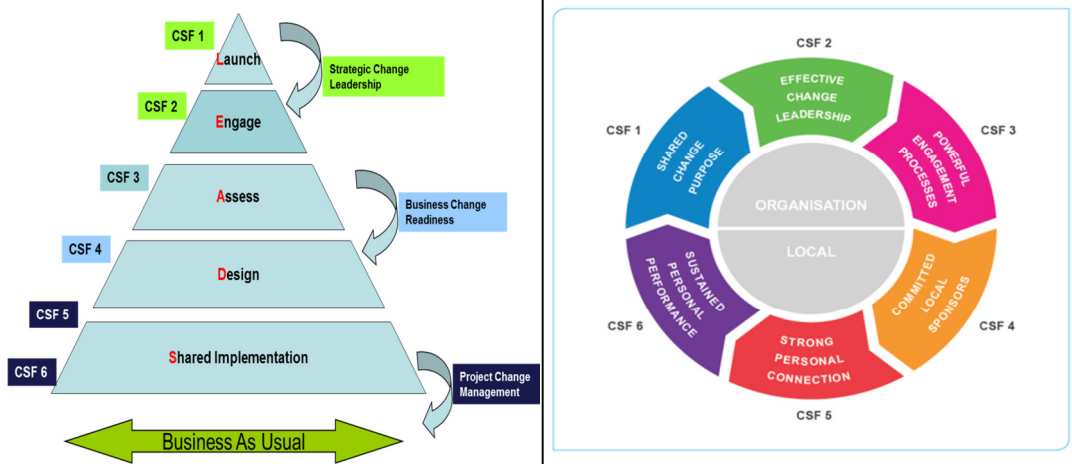 CSF 1
Launch
Strategic Change
Leadership
CSF 2
Engage
CSF 3
Assess
Business Change
Readiness
CSF 4
Design
CSF 5
Shared Implementation
CSF 6
Project Change
Management
Business As Usual
CSF 2
EFFECTIVE
CHANGE
LEADERSHIP
CSF 1
SHARED
CHANGE
PURPOSE
CSF 3
POWERFUL
ENGAGEMENT
PROCESSES
ORGANISATION
LOCAL
CSF 6
SUSTAINED
PERSONAL
PERFORMANCE
CSF 4
COMMITTED
LOCAL
SPONSORS
STRONG
PERSONAL
CONNECTION
CSF 5